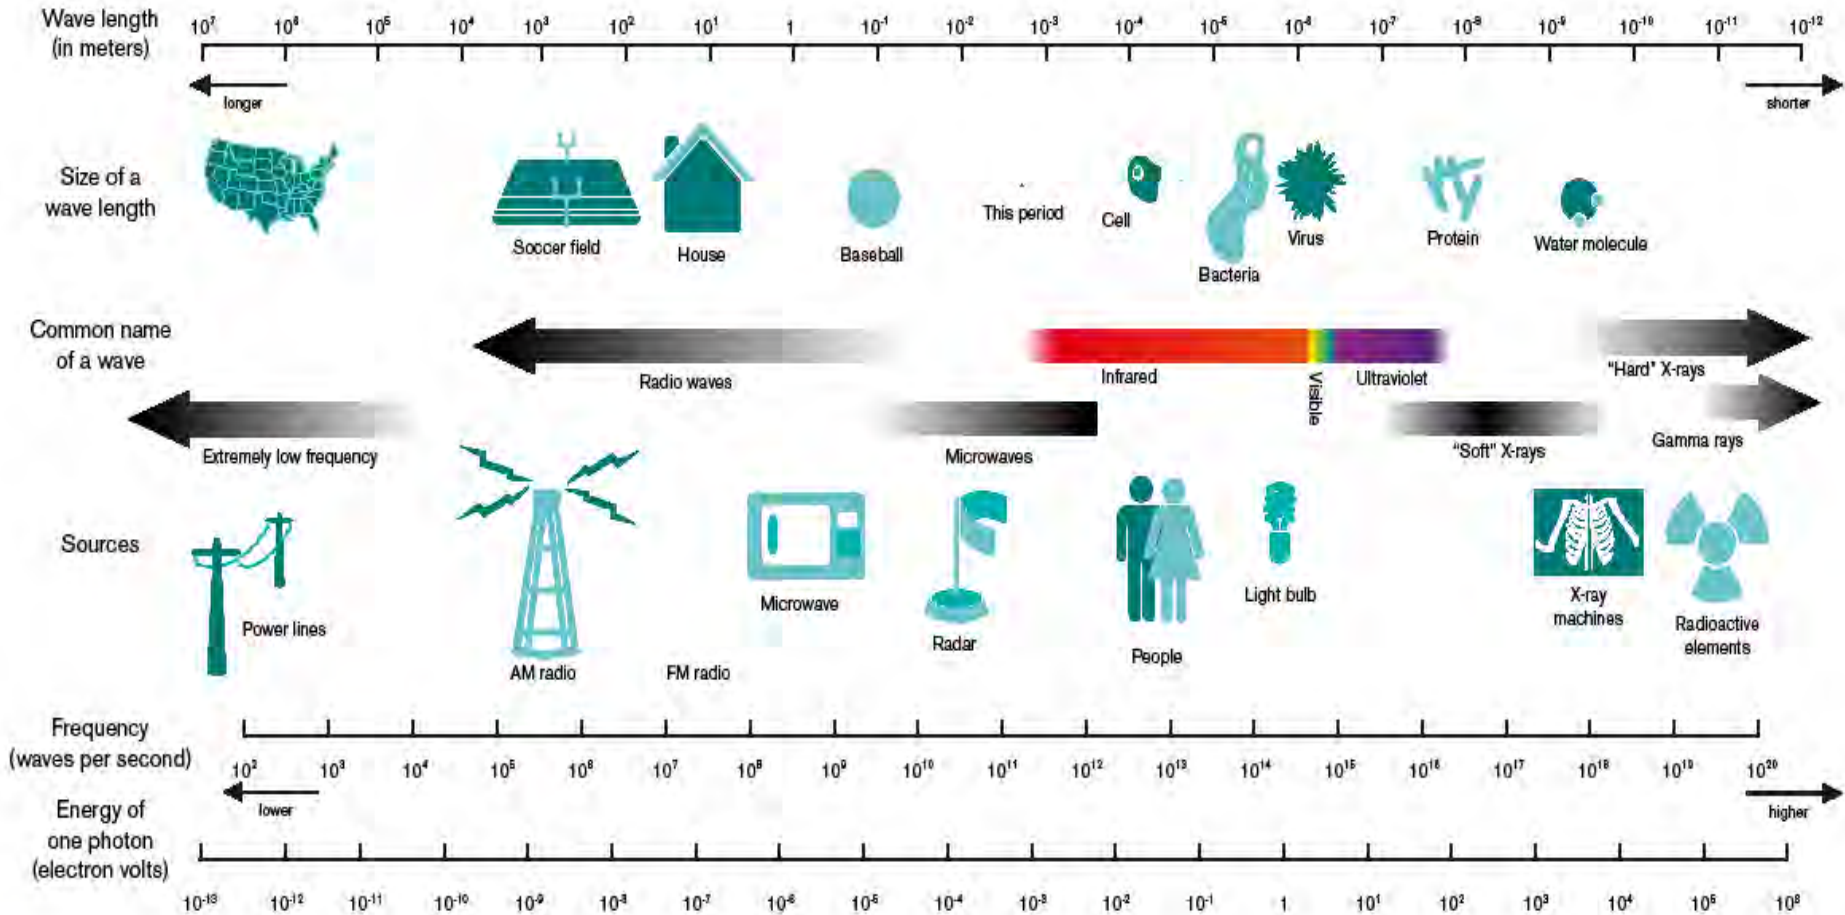 Wave length
(in meters)
10⁷ 10⁶ 10⁵ 10⁴ 10³ 10² 10¹ 1 10⁻¹ 10⁻² 10⁻³ 10⁻⁴ 10⁻⁵ 10⁻⁶ 10⁻⁷ 10⁻⁸ 10⁻⁹ 10⁻¹⁰ 10⁻¹¹ 10⁻¹²
longer
shorter
Size of a
wave length
Soccer field
House
Baseball
This period
Cell
Bacteria
Virus
Protein
Water molecule
Common name
of a wave
Radio waves
Infrared
Visible
Ultraviolet
"Hard" X-rays
Extremely low frequency
Microwaves
"Soft" X-rays
Gamma rays
Sources
Power lines
AM radio
FM radio
Microwave
Radar
People
Light bulb
X-ray
machines
Radioactive
elements
Frequency
(waves per second)
10² 10³ 10⁴ 10⁵ 10⁶ 10⁷ 10⁸ 10⁹ 10¹⁰ 10¹¹ 10¹² 10¹³ 10¹⁴ 10¹⁵ 10¹⁶ 10¹⁷ 10¹⁸ 10¹⁹ 10²⁰
lower
higher
Energy of
one photon
(electron volts)
10⁻¹² 10⁻¹¹ 10⁻⁹ 10⁻⁸ 10⁻⁷ 10⁻⁶ 10⁻⁵ 10⁻⁴ 10⁻³ 10⁻² 10⁻¹ 1 10¹ 10² 10³ 10⁴ 10⁵